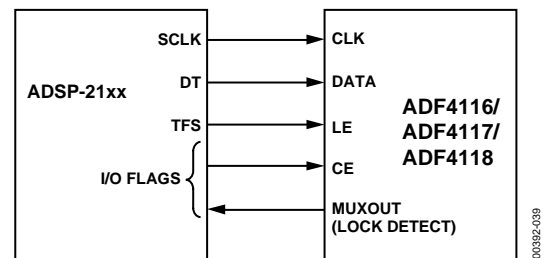 ADSP-21xx
SCLK
DT
TFS
I/O FLAGS
CLK
DATA
LE
CE
MUXOUT
(LOCK DETECT)
ADF4116/
ADF4117/
ADF4118
00392-039